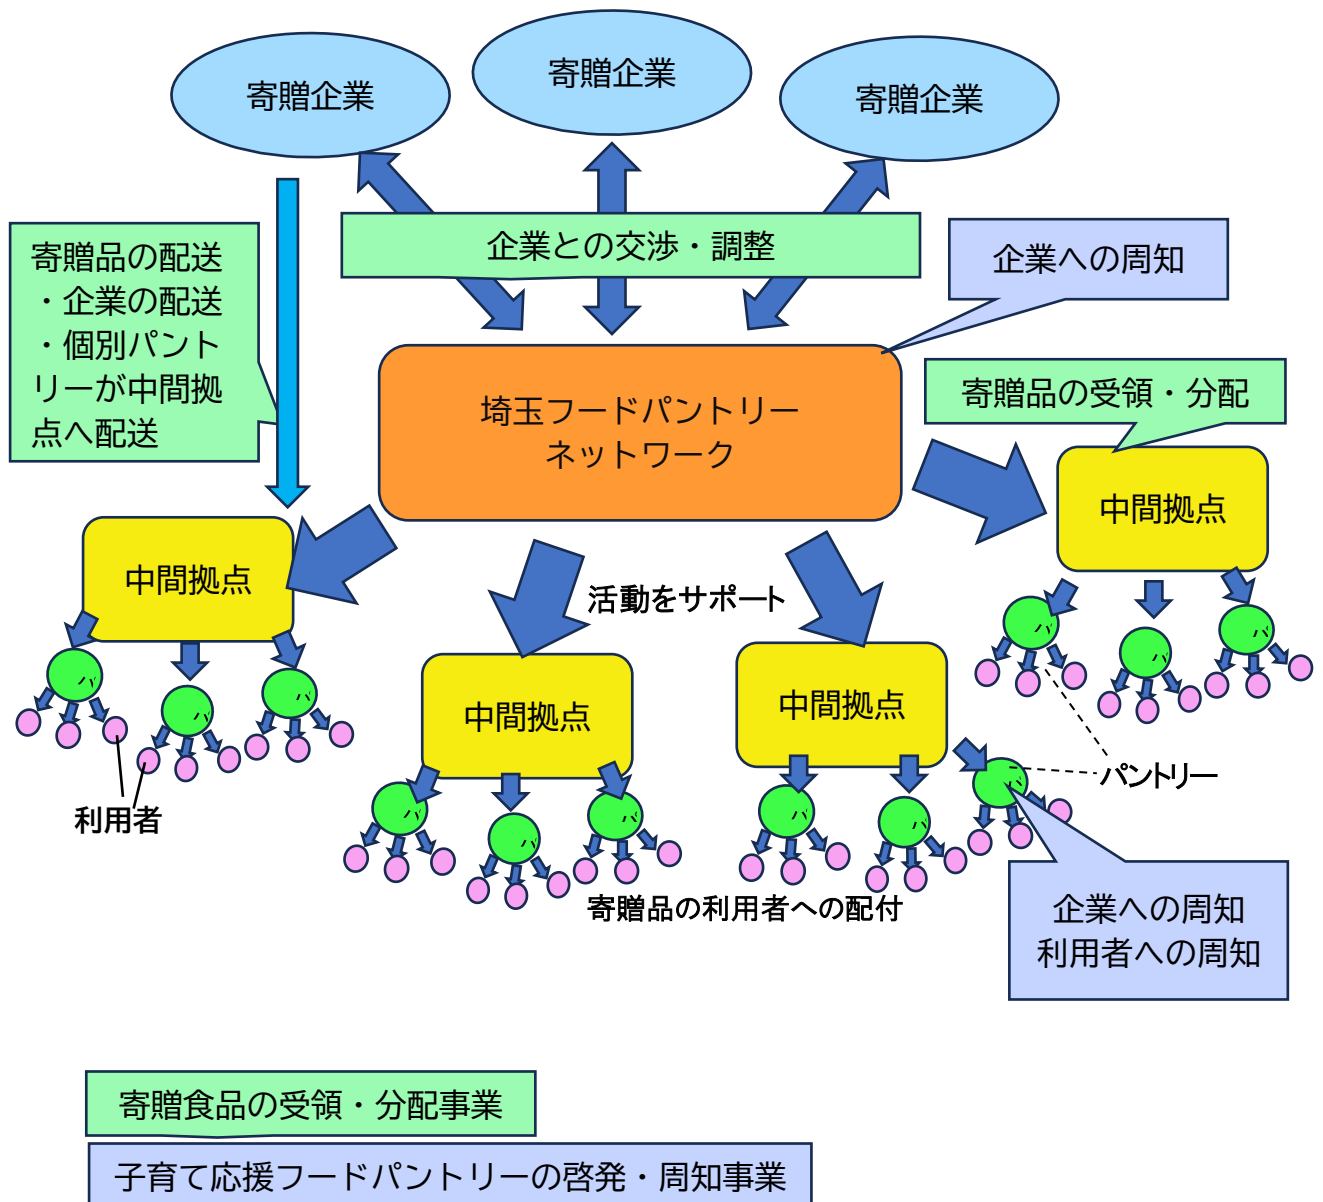 寄贈企業
寄贈企業
寄贈企業
企業との交渉・調整
寄贈品の配送
・企業の配送
・個別パント
リーが中間拠
点へ配送
企業への周知
埼玉フードパントリー
ネットワーク
寄贈品の受領・分配
中間拠点
中間拠点
活動をサポート
中間拠点
中間拠点
パントリー
利用者
寄贈品の利用者への配付
企業への周知
利用者への周知
寄贈食品の受領・分配事業
子育て応援フードパントリーの啓発・周知事業